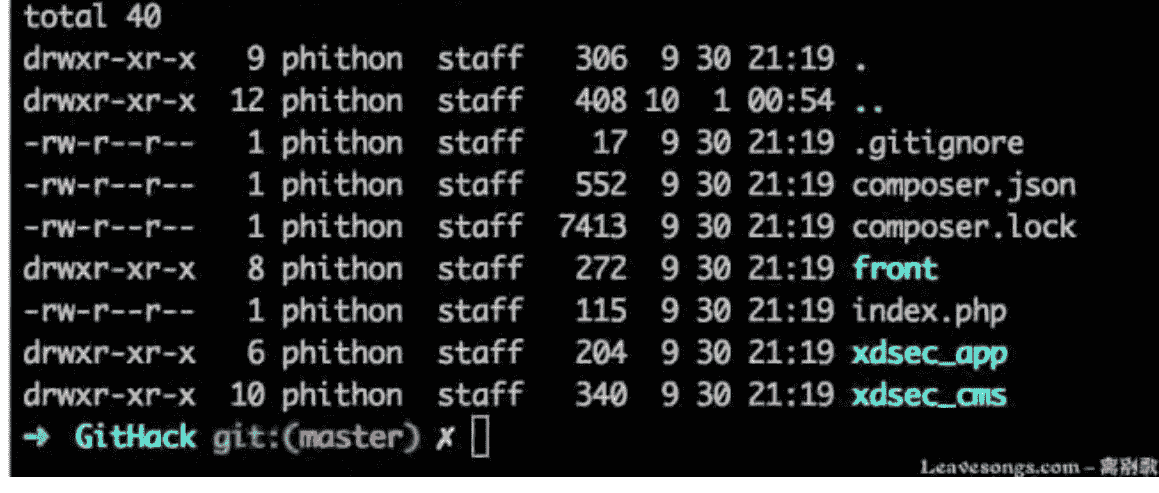 total 40
drwxr-xr-x   9 phithon  staff   306  9 30 21:19 .
drwxr-xr-x  12 phithon  staff   408 10  1 00:54 ..
-rw-r--r--   1 phithon  staff    17  9 30 21:19 .gitignore
-rw-r--r--   1 phithon  staff   552  9 30 21:19 composer.json
-rw-r--r--   1 phithon  staff  7413  9 30 21:19 composer.lock
drwxr-xr-x   8 phithon  staff   272  9 30 21:19 front
-rw-r--r--   1 phithon  staff   115  9 30 21:19 index.php
drwxr-xr-x   6 phithon  staff   204  9 30 21:19 xdsec_app
drwxr-xr-x  10 phithon  staff   340  9 30 21:19 xdsec_cms
➜  GitHack git:(master) ✗
Leavesongs.com – 离别歌